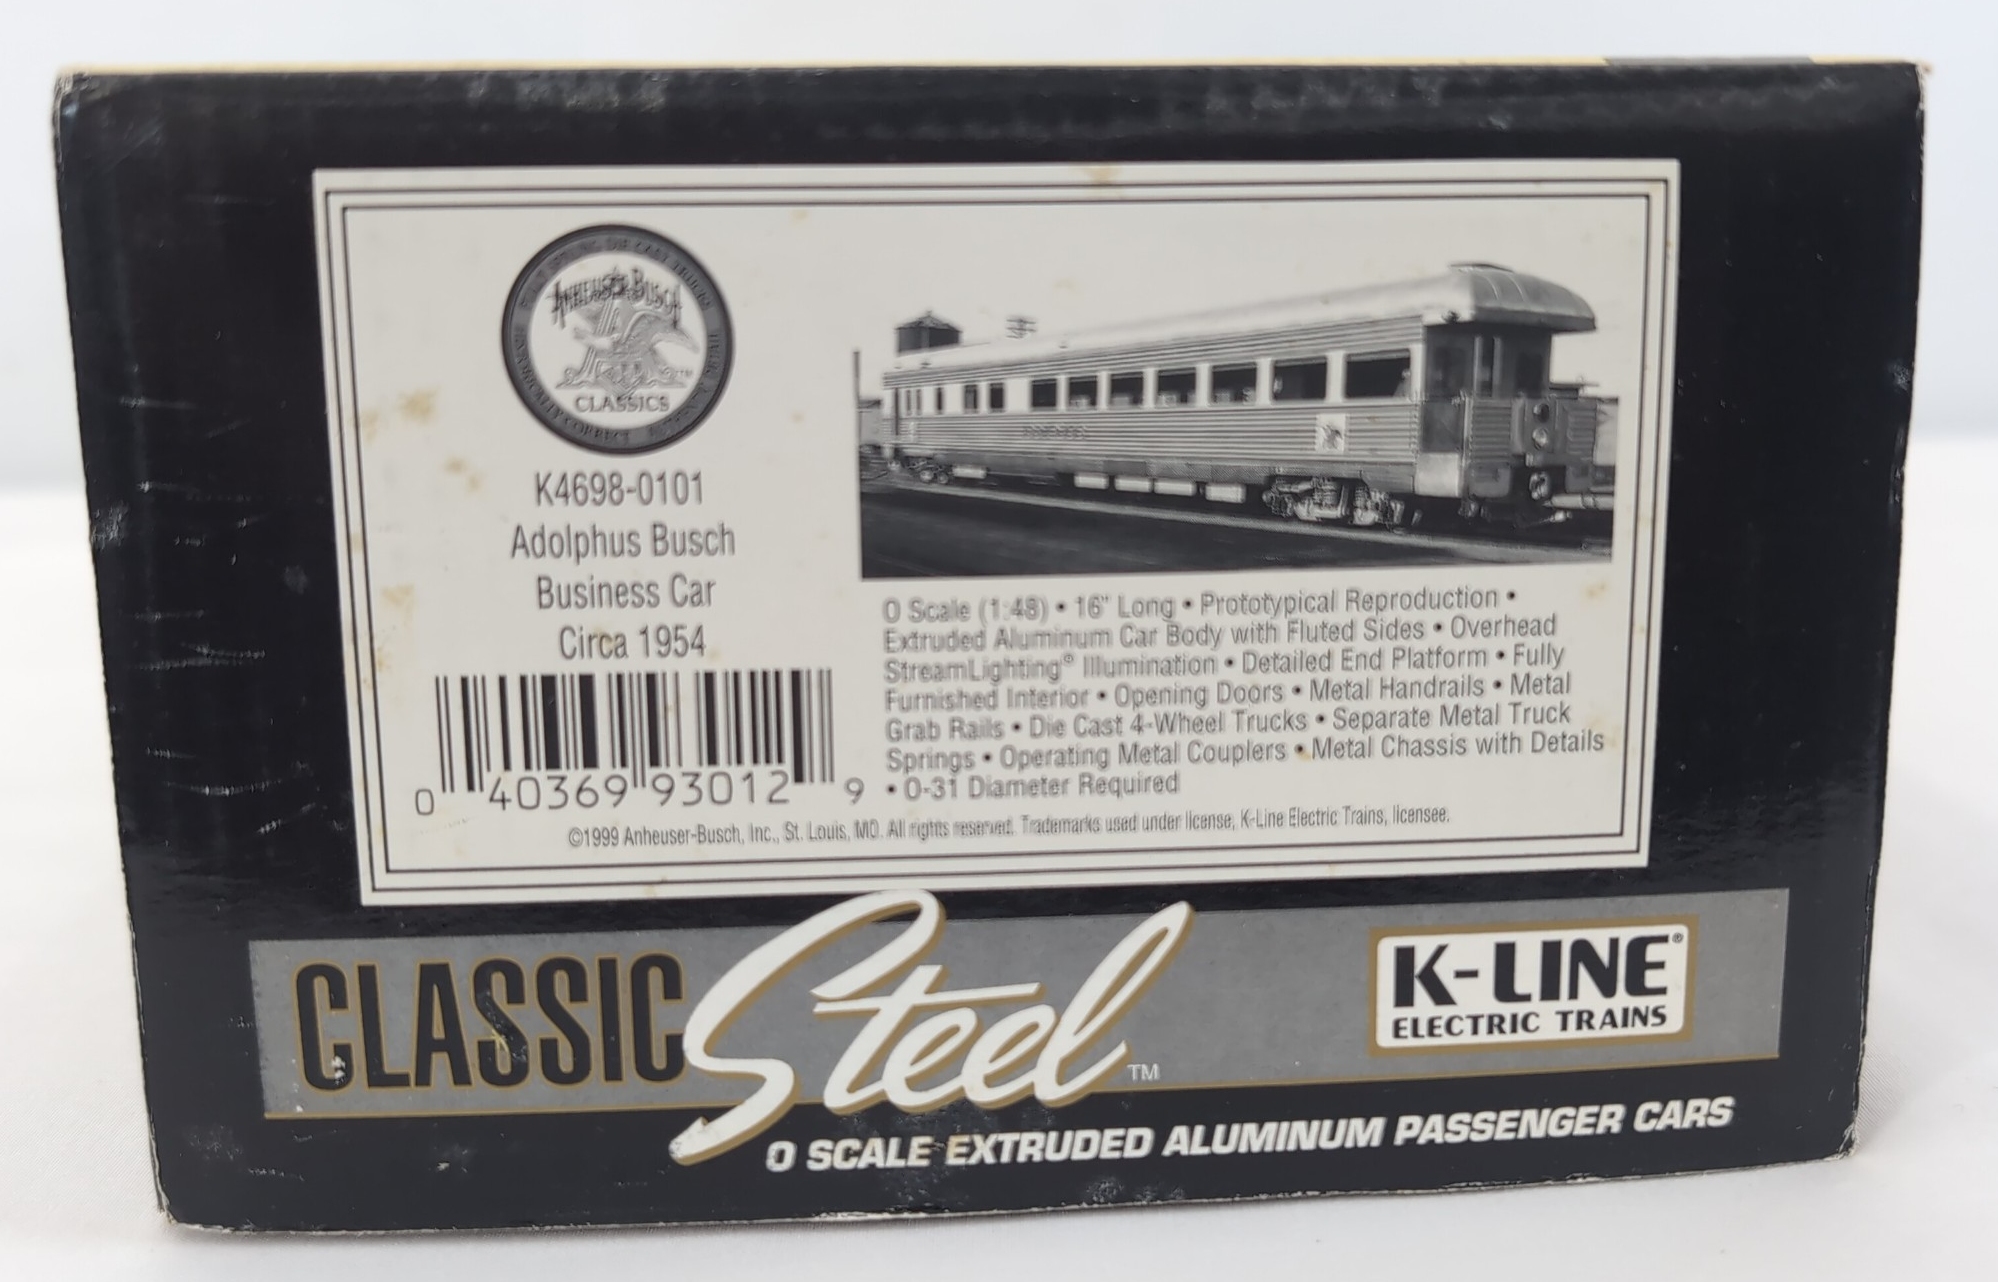 ANHEUSER-BUSCH
CLASSICS
K4698-0101
Adolphus Busch
Business Car
Circa 1954
0 40369 93012 9
O Scale (1:48) • 16" Long • Prototypical Reproduction •
Extruded Aluminum Car Body with Fluted Sides • Overhead
StreamLighting® Illumination • Detailed End Platform • Fully
Furnished Interior • Opening Doors • Metal Handrails • Metal
Grab Rails • Die Cast 4-Wheel Trucks • Separate Metal Truck
Springs • Operating Metal Couplers • Metal Chassis with Details
• O-31 Diameter Required
©1999 Anheuser-Busch, Inc., St. Louis, MO. All rights reserved. Trademarks used under license, K-Line Electric Trains, licensee.
CLASSIC Steel™
K-LINE®
ELECTRIC TRAINS
O SCALE EXTRUDED ALUMINUM PASSENGER CARS